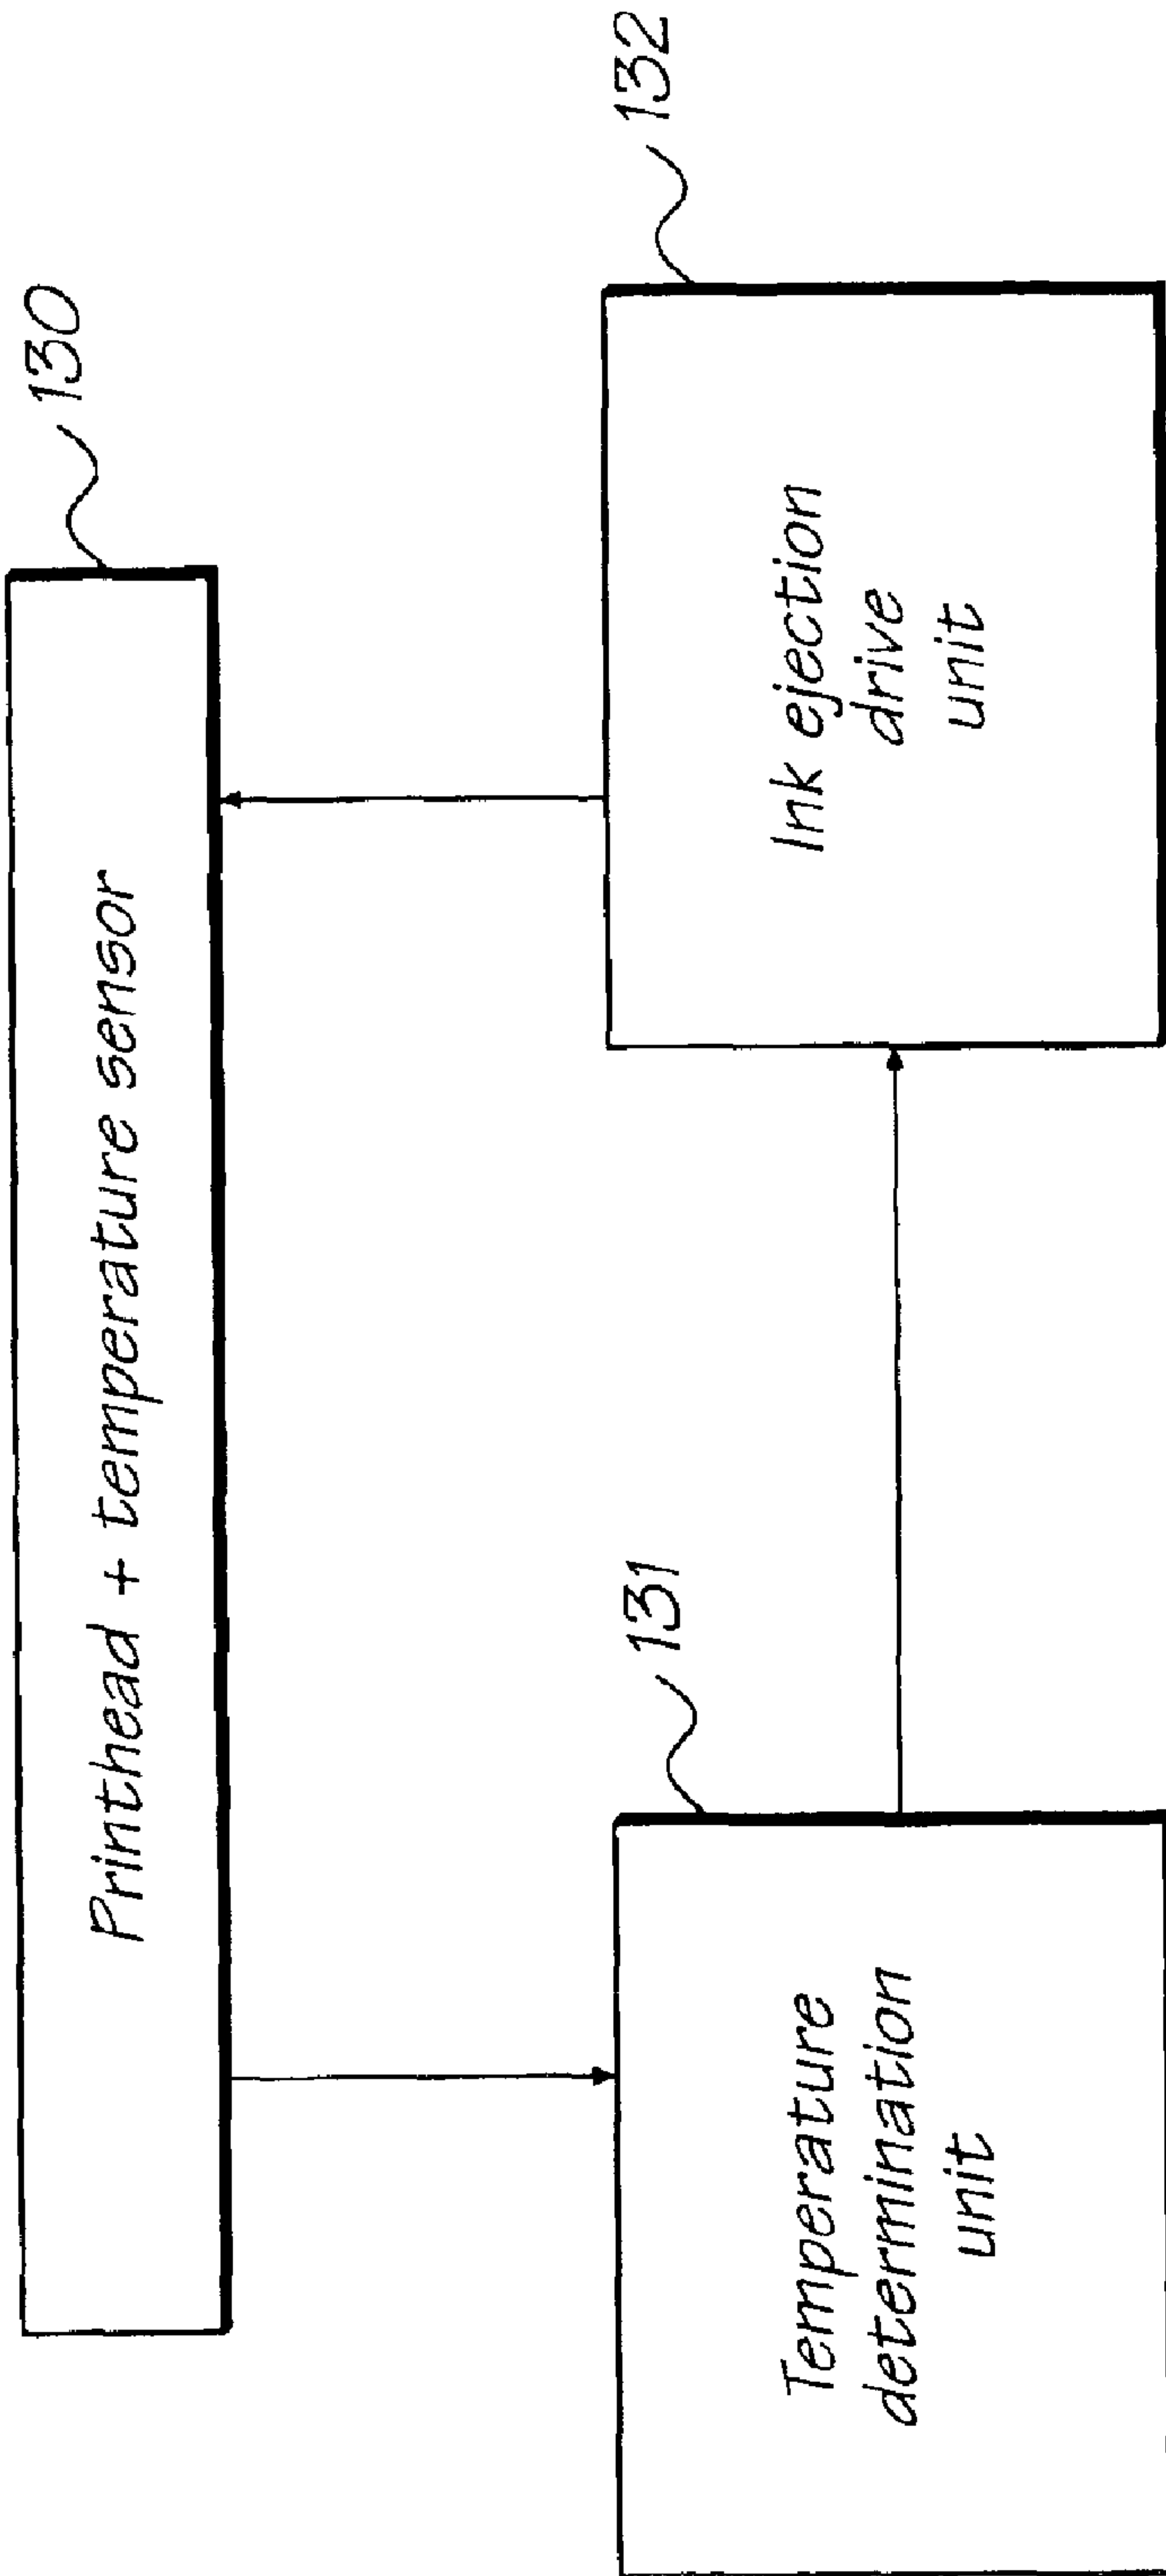 130
Printhead + temperature sensor
131
132
Temperature
determination
unit
Ink ejection
drive
unit